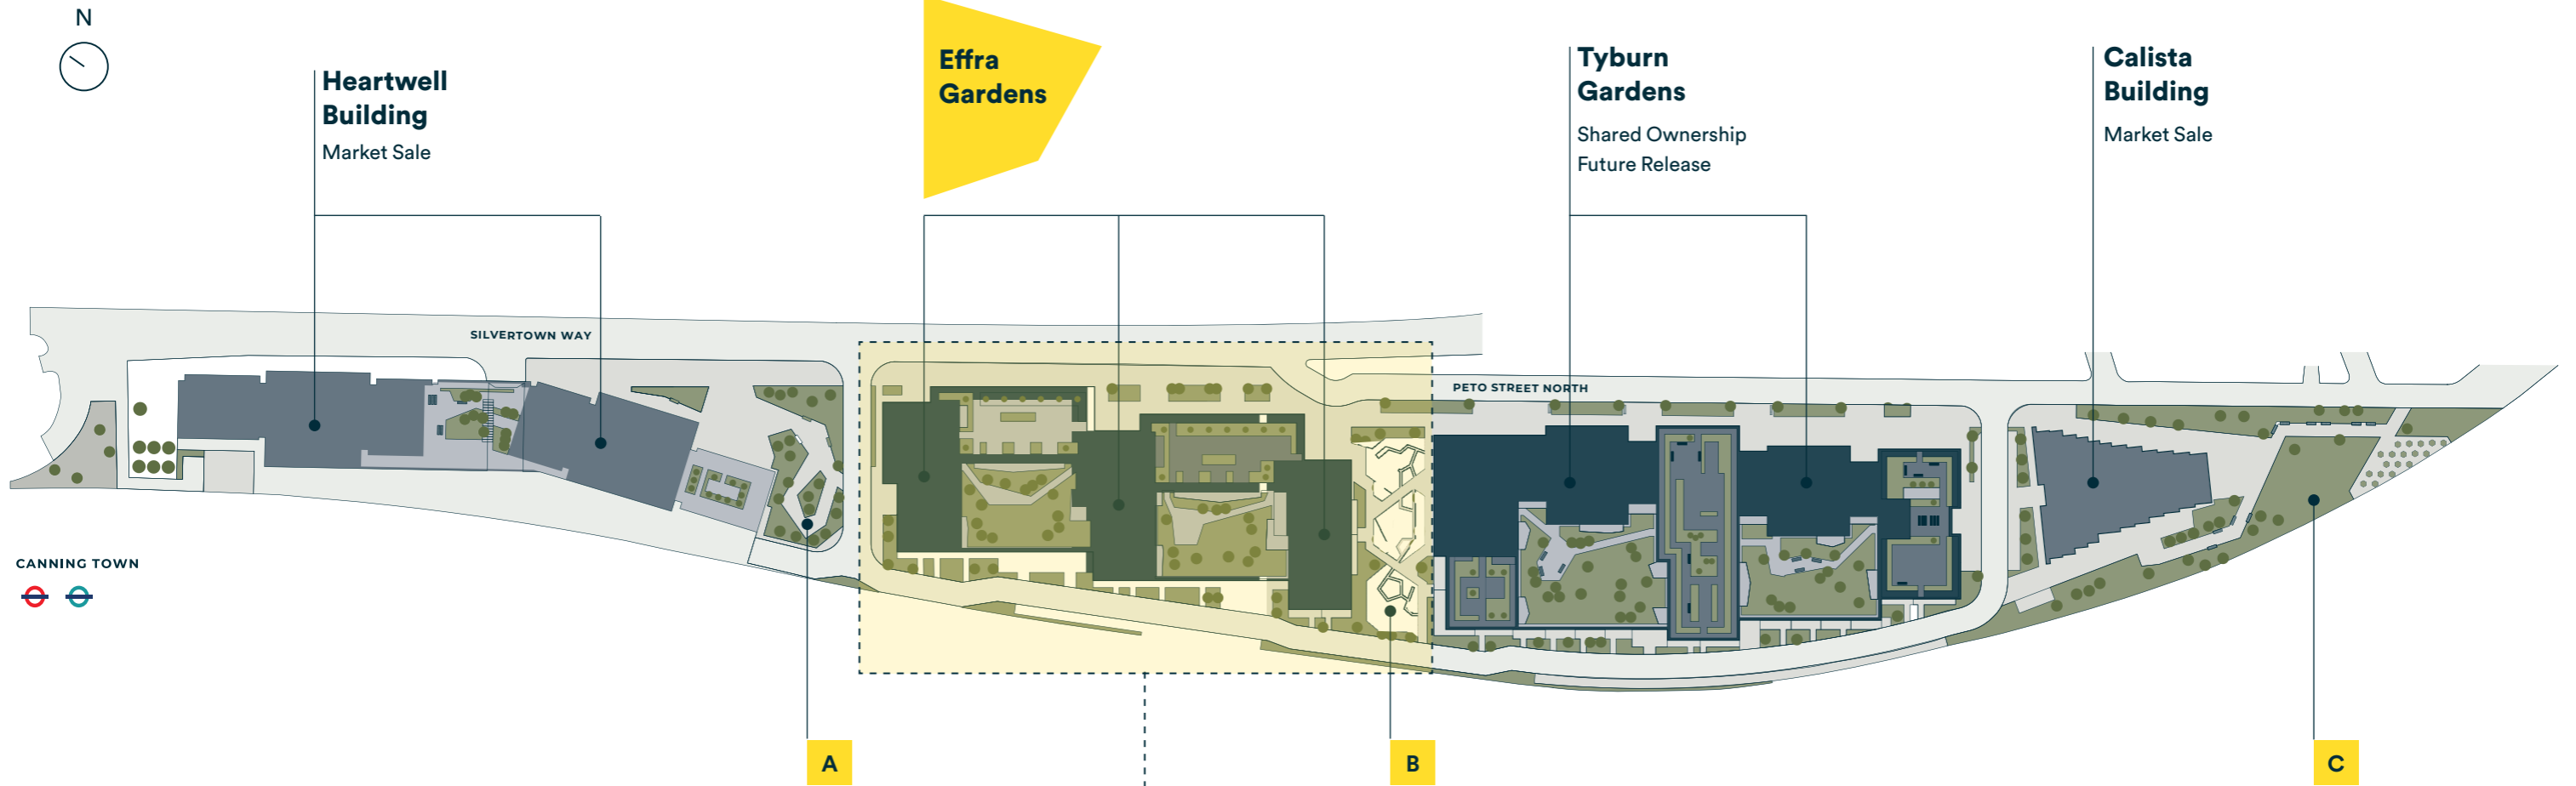 N
Heartwell
Building
Market Sale
Effra
Gardens
Tyburn
Gardens
Shared Ownership
Future Release
Calista
Building
Market Sale
SILVERTOWN WAY
PETO STREET NORTH
CANNING TOWN
A
B
C